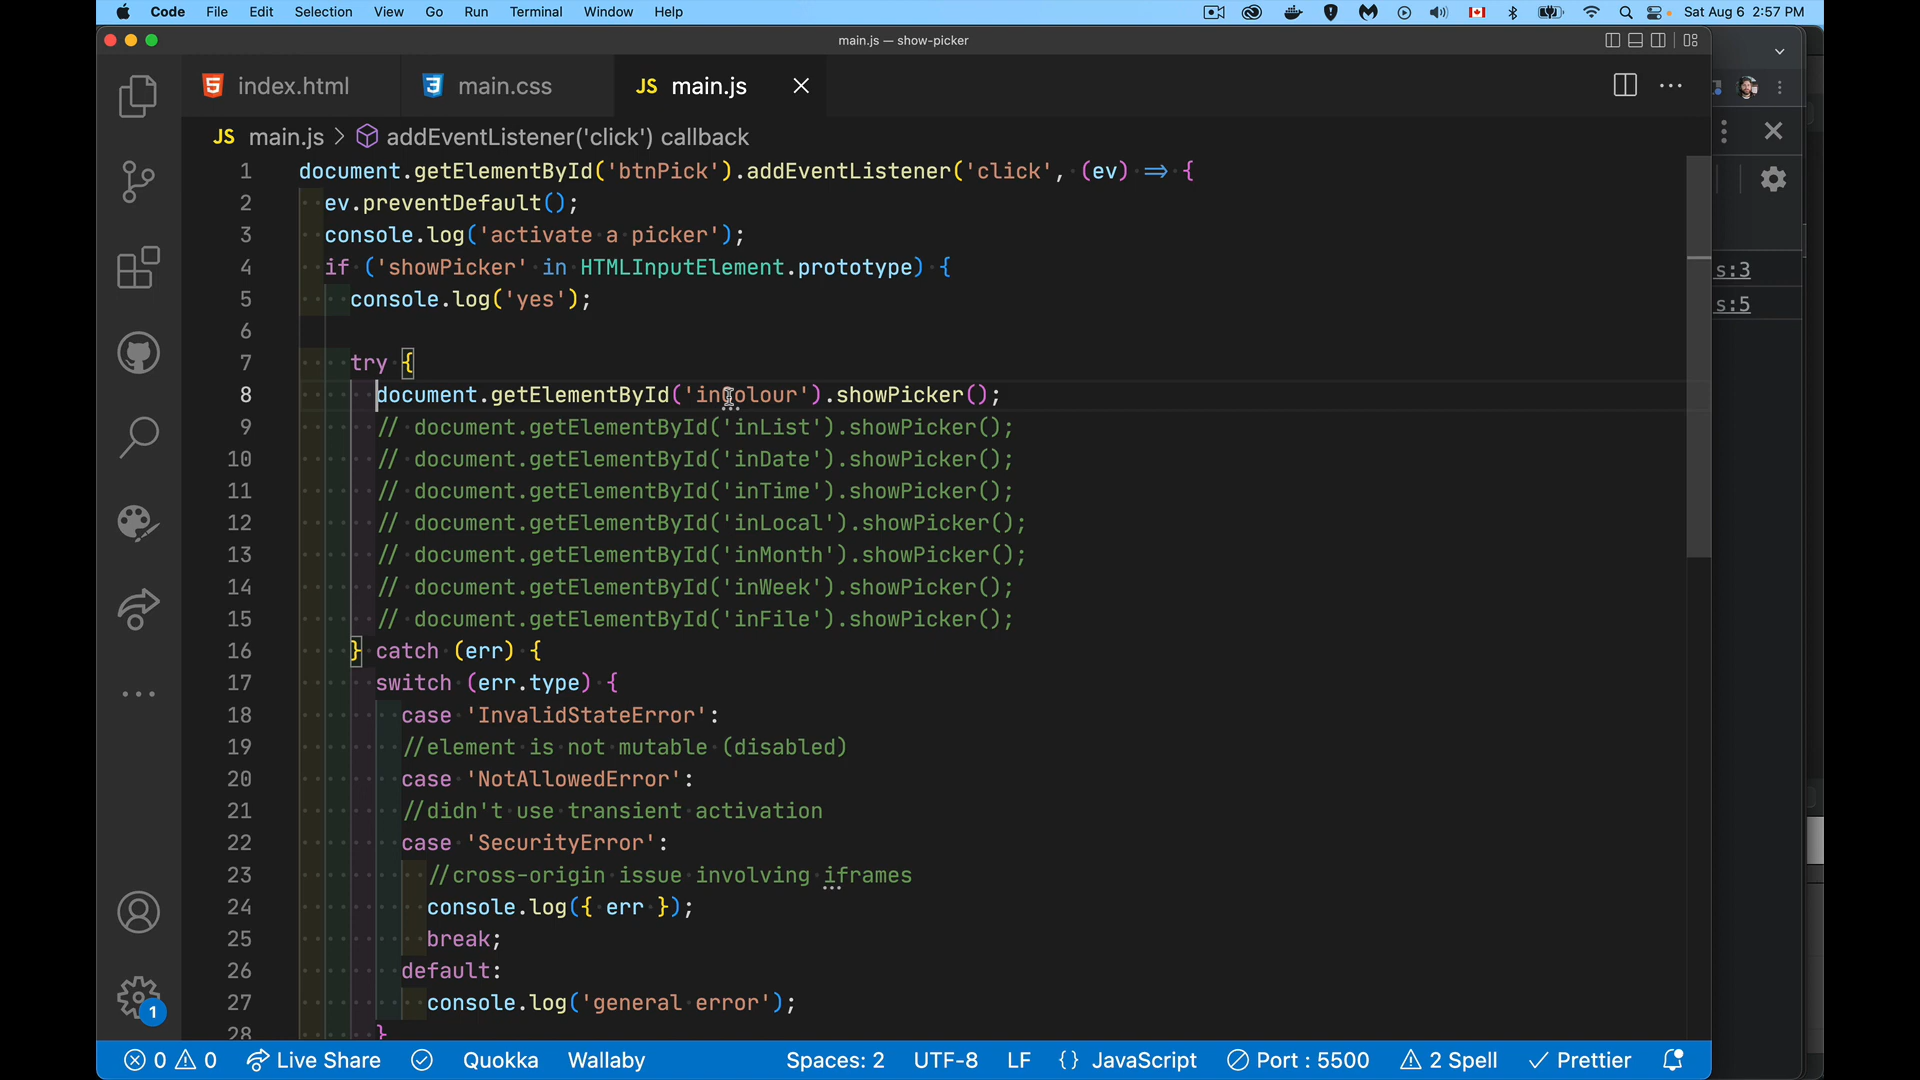 Code File Edit Selection View Go Run Terminal Window Help Sat Aug 6 2:57 PM
main.js — show-picker
index.html main.css JS main.js
JS main.js > addEventListener('click') callback
1 document.getElementById('btnPick').addEventListener('click', (ev) => {
2 ev.preventDefault();
3 console.log('activate a picker');
4 if ('showPicker' in HTMLInputElement.prototype) {
5 console.log('yes');
6
7 try {
8 document.getElementById('inColour').showPicker();
9 // document.getElementById('inList').showPicker();
10 // document.getElementById('inDate').showPicker();
11 // document.getElementById('inTime').showPicker();
12 // document.getElementById('inLocal').showPicker();
13 // document.getElementById('inMonth').showPicker();
14 // document.getElementById('inWeek').showPicker();
15 // document.getElementById('inFile').showPicker();
16 } catch (err) {
17 switch (err.type) {
18 case 'InvalidStateError':
19 //element is not mutable (disabled)
20 case 'NotAllowedError':
21 //didn't use transient activation
22 case 'SecurityError':
23 //cross-origin issue involving iframes
24 console.log({ err });
25 break;
26 default:
27 console.log('general error');
28 }
s:3
s:5
1
0 0 Live Share Quokka Wallaby Spaces: 2 UTF-8 LF {} JavaScript Port : 5500 2 Spell Prettier